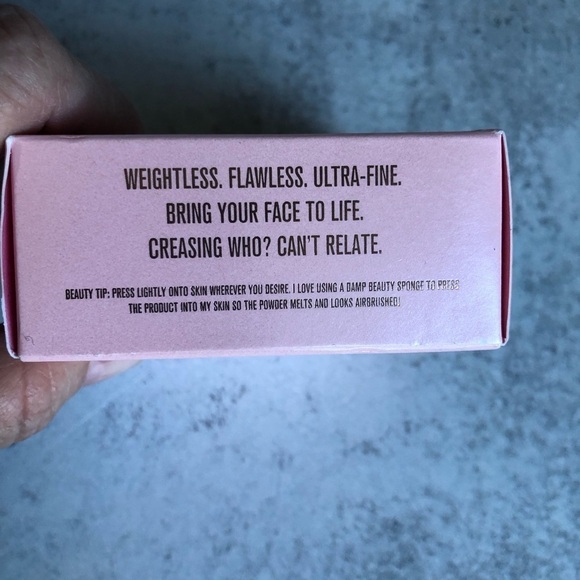 WEIGHTLESS. FLAWLESS. ULTRA-FINE.
BRING YOUR FACE TO LIFE.
CREASING WHO? CAN'T RELATE.
BEAUTY TIP: PRESS LIGHTLY ONTO SKIN WHEREVER YOU DESIRE. I LOVE USING A DAMP BEAUTY SPONGE TO PRESS
THE PRODUCT INTO MY SKIN SO THE POWDER MELTS AND LOOKS AIRBRUSHED!